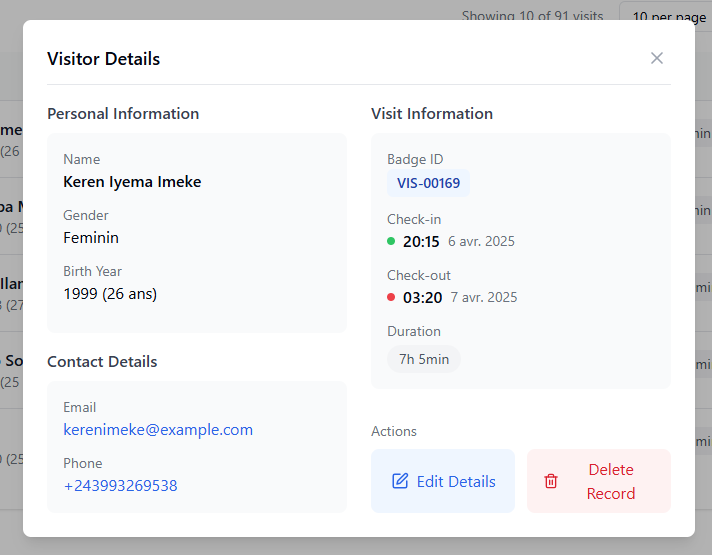 Showing 10 of 91 visits
10 per page
Visitor Details
Personal Information
Name
Keren Iyema Imeke
Gender
Feminin
Birth Year
1999 (26 ans)
Contact Details
Email
kerenimeke@example.com
Phone
+243993269538
Visit Information
Badge ID
VIS-00169
Check-in
20:15 6 avr. 2025
Check-out
03:20 7 avr. 2025
Duration
7h 5min
Actions
Edit Details
Delete
Record